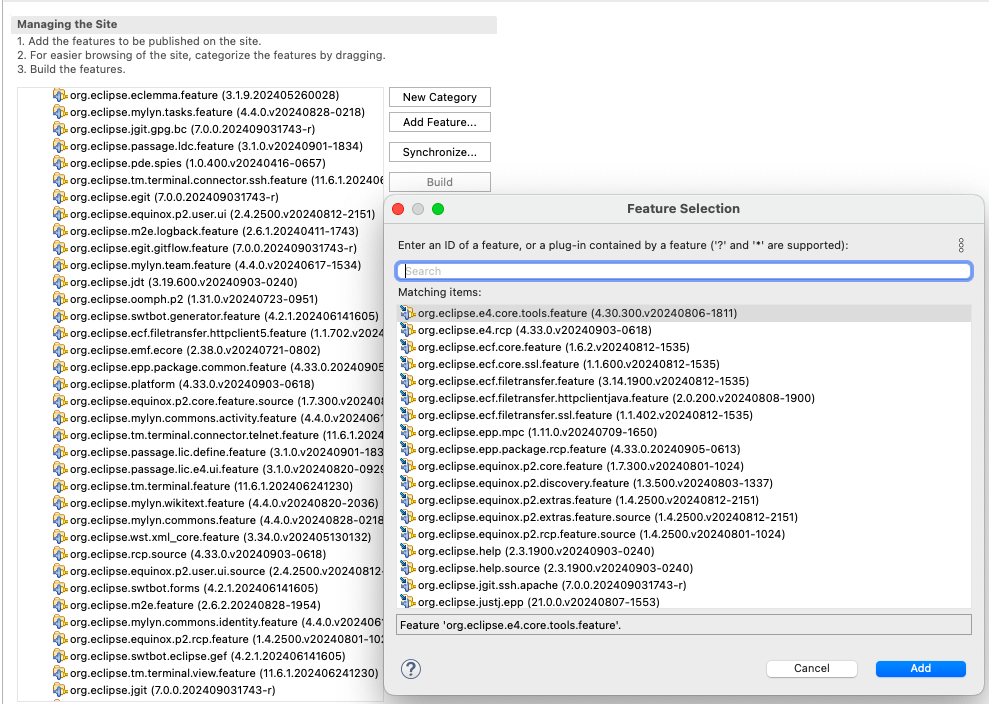 Managing the Site
1. Add the features to be published on the site.
2. For easier browsing of the site, categorize the features by dragging.
3. Build the features.
org.eclipse.eclemma.feature (3.1.9.202405260028)
org.eclipse.mylyn.tasks.feature (4.4.0.v20240828-0218)
org.eclipse.jgit.gpg.bc (7.0.0.202409031743-r)
org.eclipse.passage.ldc.feature (3.1.0.v20240901-1834)
org.eclipse.pde.spies (1.0.400.v20240416-0657)
org.eclipse.tm.terminal.connector.ssh.feature (11.6.1.202406
org.eclipse.egit (7.0.0.202409031743-r)
org.eclipse.equinox.p2.user.ui (2.4.2500.v20240812-2151)
org.eclipse.m2e.logback.feature (2.6.1.20240411-1743)
org.eclipse.egit.gitflow.feature (7.0.0.202409031743-r)
org.eclipse.mylyn.team.feature (4.4.0.v20240617-1534)
org.eclipse.jdt (3.19.600.v20240903-0240)
org.eclipse.oomph.p2 (1.31.0.v20240723-0951)
org.eclipse.swtbot.generator.feature (4.2.1.202406141605)
org.eclipse.ecf.filetransfer.httpclient5.feature (1.1.702.v2024
org.eclipse.emf.ecore (2.38.0.v20240721-0802)
org.eclipse.epp.package.common.feature (4.33.0.20240905
org.eclipse.platform (4.33.0.v20240903-0618)
org.eclipse.equinox.p2.core.feature.source (1.7.300.v202408
org.eclipse.mylyn.commons.activity.feature (4.4.0.v2024061
org.eclipse.tm.terminal.connector.telnet.feature (11.6.1.2024
org.eclipse.passage.lic.define.feature (3.1.0.v20240901-183
org.eclipse.passage.lic.e4.ui.feature (3.1.0.v20240820-0929
org.eclipse.tm.terminal.feature (11.6.1.202406241230)
org.eclipse.mylyn.wikitext.feature (4.4.0.v20240820-2036)
org.eclipse.mylyn.commons.feature (4.4.0.v20240828-0218
org.eclipse.wst.xml_core.feature (3.34.0.v202405130132)
org.eclipse.rcp.source (4.33.0.v20240903-0618)
org.eclipse.equinox.p2.user.ui.source (2.4.2500.v20240812-
org.eclipse.swtbot.forms (4.2.1.202406141605)
org.eclipse.m2e.feature (2.6.2.20240828-1954)
org.eclipse.mylyn.commons.identity.feature (4.4.0.v202406
org.eclipse.equinox.p2.rcp.feature (1.4.2500.v20240801-102
org.eclipse.swtbot.eclipse.gef (4.2.1.202406141605)
org.eclipse.tm.terminal.view.feature (11.6.1.202406241230)
org.eclipse.jgit (7.0.0.202409031743-r)
New Category
Add Feature...
Synchronize...
Build
Feature Selection
Enter an ID of a feature, or a plug-in contained by a feature ('?' and '*' are supported):
Search
Matching items:
org.eclipse.e4.core.tools.feature (4.30.300.v20240806-1811)
org.eclipse.e4.rcp (4.33.0.v20240903-0618)
org.eclipse.ecf.core.feature (1.6.2.v20240812-1535)
org.eclipse.ecf.core.ssl.feature (1.1.600.v20240812-1535)
org.eclipse.ecf.filetransfer.feature (3.14.1900.v20240812-1535)
org.eclipse.ecf.filetransfer.httpclientjava.feature (2.0.200.v20240808-1900)
org.eclipse.ecf.filetransfer.ssl.feature (1.1.402.v20240812-1535)
org.eclipse.epp.mpc (1.11.0.v20240709-1650)
org.eclipse.epp.package.rcp.feature (4.33.0.20240905-0613)
org.eclipse.equinox.p2.core.feature (1.7.300.v20240801-1024)
org.eclipse.equinox.p2.discovery.feature (1.3.500.v20240803-1337)
org.eclipse.equinox.p2.extras.feature (1.4.2500.v20240812-2151)
org.eclipse.equinox.p2.extras.feature.source (1.4.2500.v20240812-2151)
org.eclipse.equinox.p2.rcp.feature.source (1.4.2500.v20240801-1024)
org.eclipse.help (2.3.1900.v20240903-0240)
org.eclipse.help.source (2.3.1900.v20240903-0240)
org.eclipse.jgit.ssh.apache (7.0.0.202409031743-r)
org.eclipse.justj.epp (21.0.0.v20240807-1553)
Feature 'org.eclipse.e4.core.tools.feature'.
?
Cancel
Add